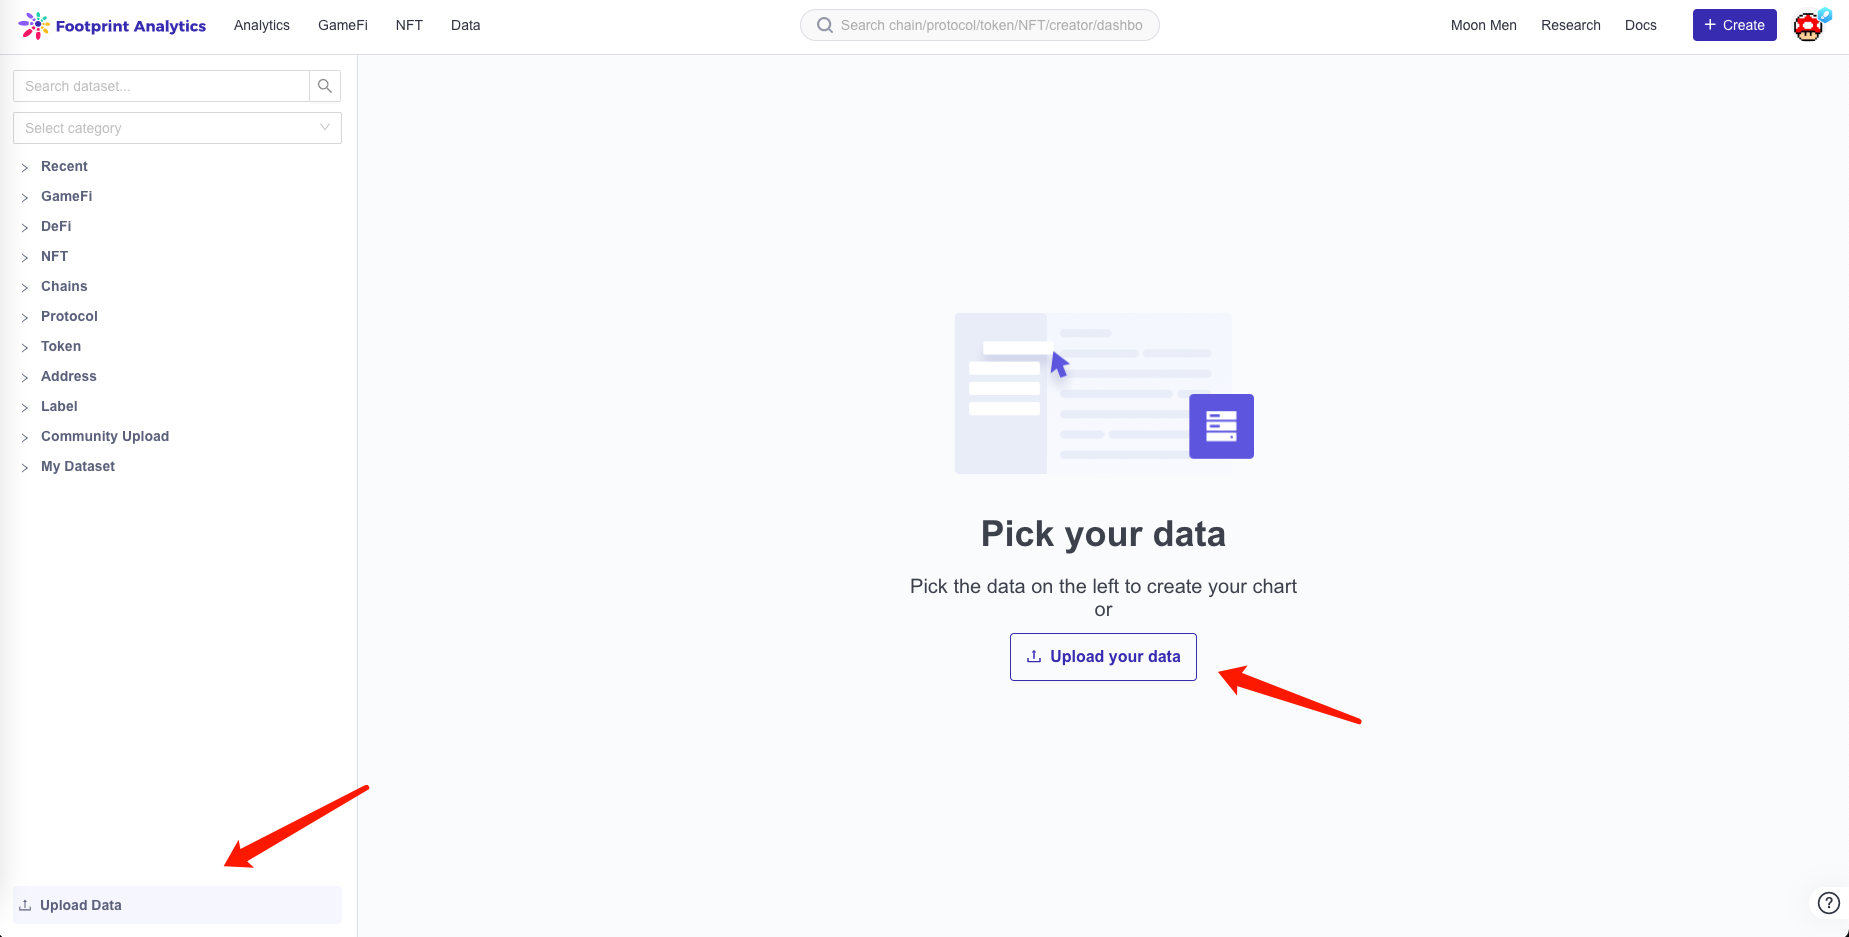 Footprint Analytics Analytics GameFi NFT Data Search chain/protocol/token/NFT/creator/dashbo Moon Men Research Docs + Create
Search dataset...
Select category
Recent
GameFi
DeFi
NFT
Chains
Protocol
Token
Address
Label
Community Upload
My Dataset
Pick your data
Pick the data on the left to create your chart
or
Upload your data
Upload Data
?